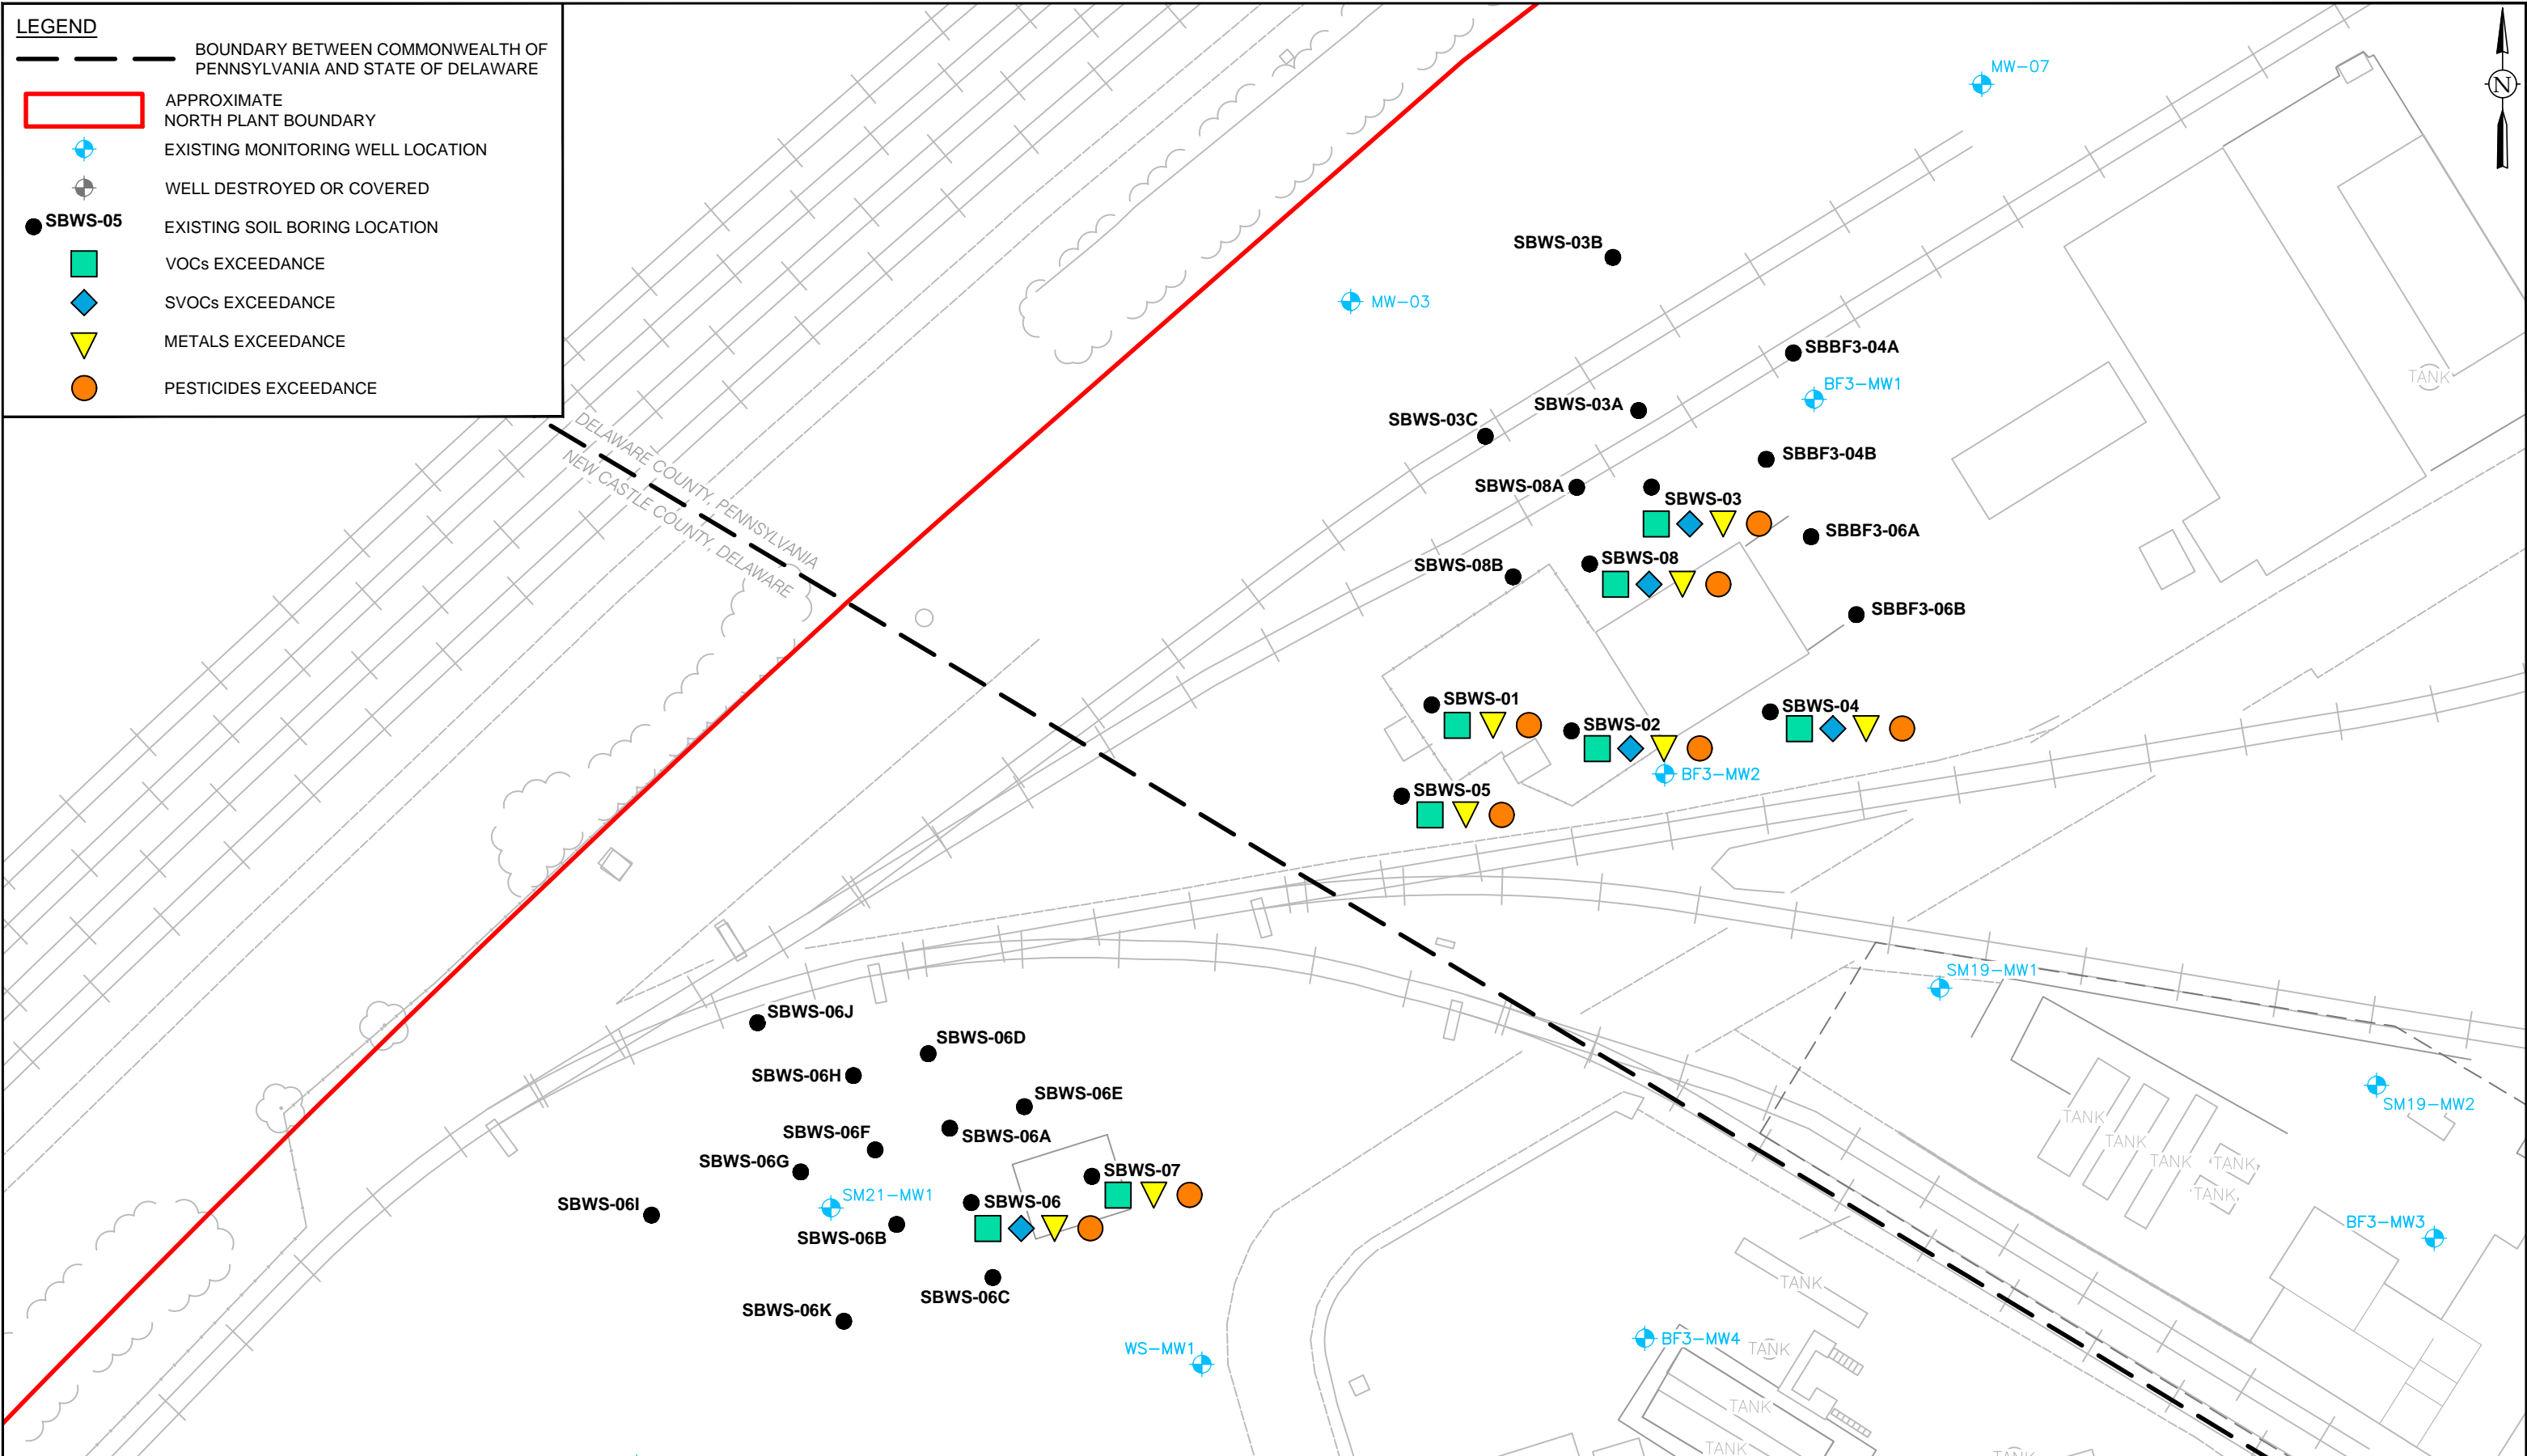 LEGEND
BOUNDARY BETWEEN COMMONWEALTH OF
PENNSYLVANIA AND STATE OF DELAWARE
APPROXIMATE
NORTH PLANT BOUNDARY
EXISTING MONITORING WELL LOCATION
WELL DESTROYED OR COVERED
SBWS-05
EXISTING SOIL BORING LOCATION
VOCs EXCEEDANCE
SVOCs EXCEEDANCE
METALS EXCEEDANCE
PESTICIDES EXCEEDANCE
N
MW-07
SBWS-03B
MW-03
SBBF3-04A
TANK
BF3-MW1
SBWS-03A
SBWS-03C
DELAWARE COUNTY, PENNSYLVANIA
NEW CASTLE COUNTY, DELAWARE
SBBF3-04B
SBWS-08A
SBWS-03
SBBF3-06A
SBWS-08
SBWS-08B
SBBF3-06B
SBWS-01
SBWS-04
SBWS-02
BF3-MW2
SBWS-05
SM19-MW1
SBWS-06J
SBWS-06D
SBWS-06H
SBWS-06E
SM19-MW2
TANK
SBWS-06F
SBWS-06A
TANK
SBWS-06G
TANK
TANK
SBWS-07
SM21-MW1
TANK
SBWS-06I
SBWS-06
BF3-MW3
SBWS-06B
TANK
SBWS-06C
SBWS-06K
BF3-MW4
WS-MW1
TANK
TANK
TANK
TANK